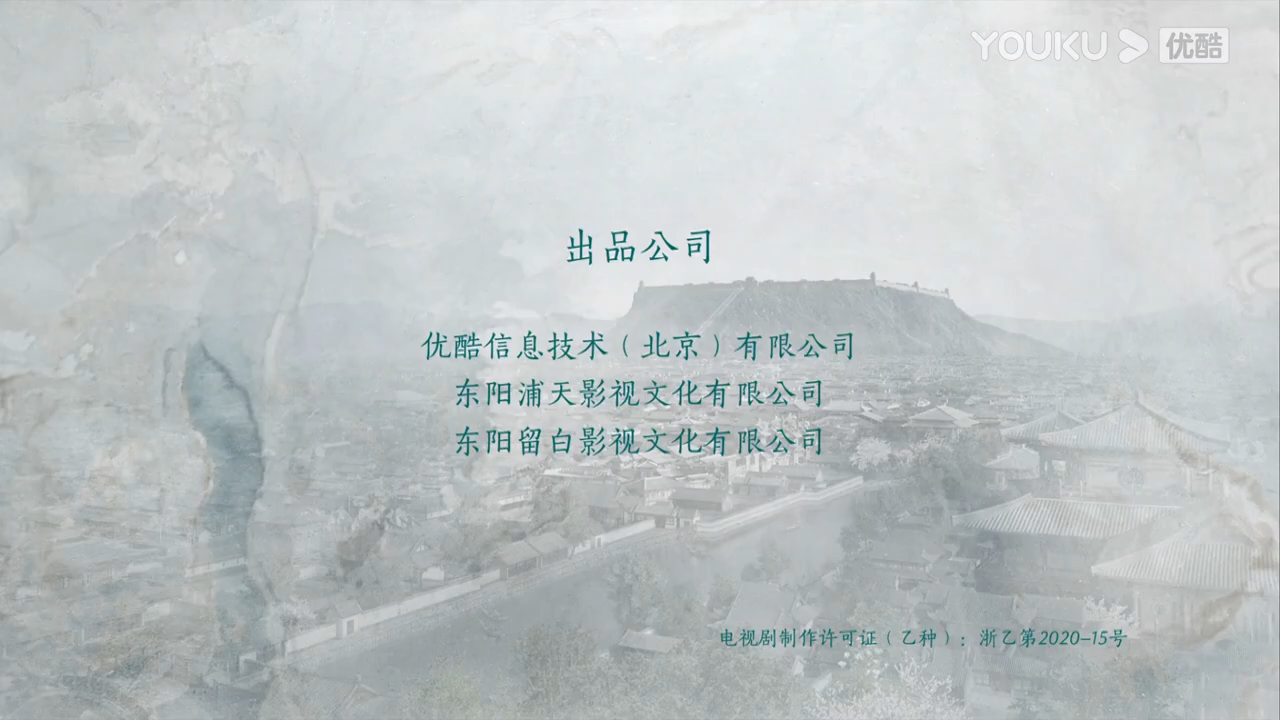 YOUKU 优酷
出品公司
优酷信息技术（北京）有限公司
东阳浦天影视文化有限公司
东阳留白影视文化有限公司
电视剧制作许可证（乙种）：浙乙第2020-15号